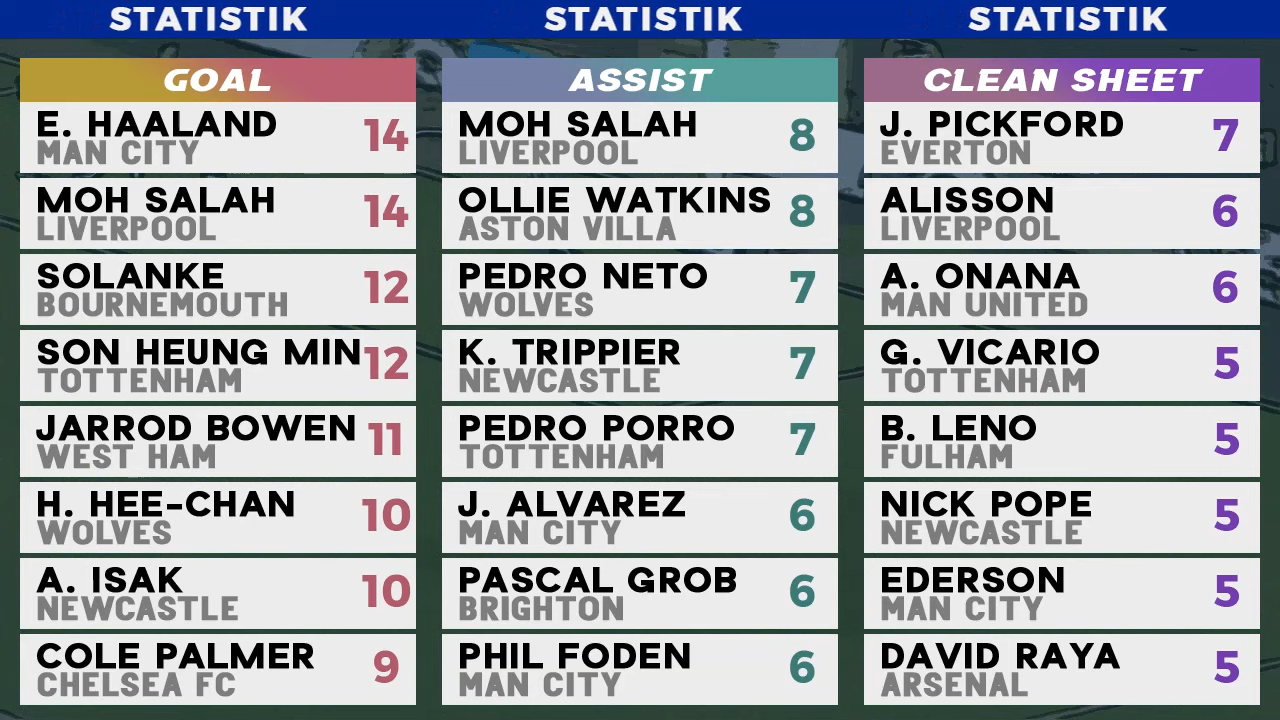 STATISTIK
GOAL
E. HAALAND 14
MAN CITY
MOH SALAH 14
LIVERPOOL
SOLANKE 12
BOURNEMOUTH
SON HEUNG MIN 12
TOTTENHAM
JARROD BOWEN 11
WEST HAM
H. HEE-CHAN 10
WOLVES
A. ISAK 10
NEWCASTLE
COLE PALMER 9
CHELSEA FC
STATISTIK
ASSIST
MOH SALAH 8
LIVERPOOL
OLLIE WATKINS 8
ASTON VILLA
PEDRO NETO 7
WOLVES
K. TRIPPIER 7
NEWCASTLE
PEDRO PORRO 7
TOTTENHAM
J. ALVAREZ 6
MAN CITY
PASCAL GROB 6
BRIGHTON
PHIL FODEN 6
MAN CITY
STATISTIK
CLEAN SHEET
J. PICKFORD 7
EVERTON
ALISSON 6
LIVERPOOL
A. ONANA 6
MAN UNITED
G. VICARIO 5
TOTTENHAM
B. LENO 5
FULHAM
NICK POPE 5
NEWCASTLE
EDERSON 5
MAN CITY
DAVID RAYA 5
ARSENAL